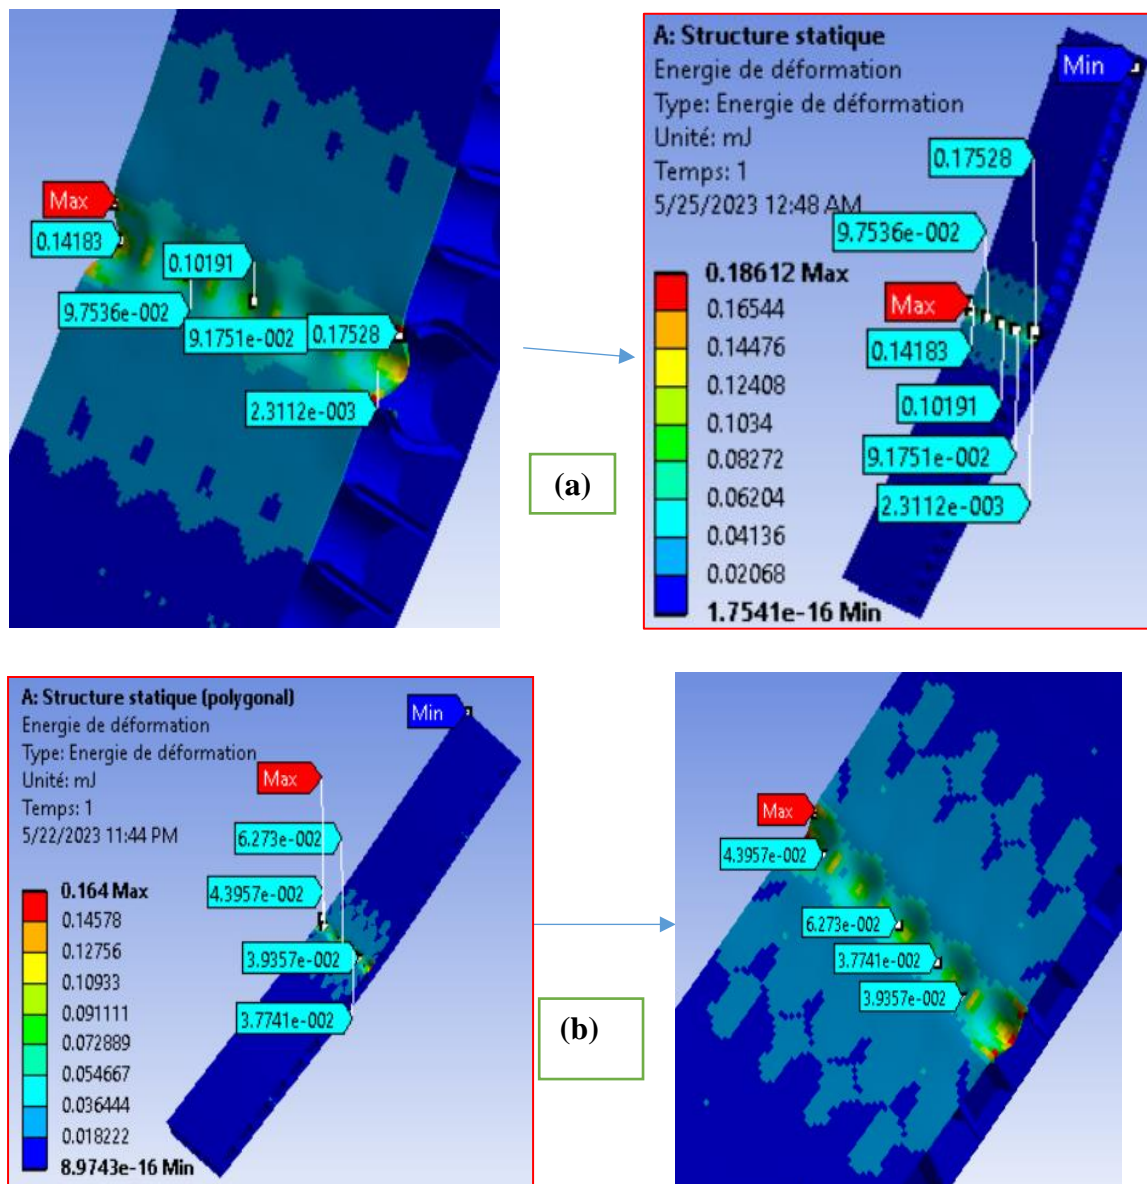 Max
0.14183
0.10191
9.7536e-002
9.1751e-002
0.17528
2.3112e-003
A: Structure statique
Energie de déformation
Type: Energie de déformation
Unité: mJ
Temps: 1
5/25/2023 12:48 AM
Min
0.17528
9.7536e-002
Max
0.14183
0.10191
9.1751e-002
2.3112e-003
0.18612 Max
0.16544
0.14476
0.12408
0.1034
0.08272
0.06204
0.04136
0.02068
1.7541e-16 Min
(a)
A: Structure statique (polygonal)
Energie de déformation
Type: Energie de déformation
Unité: mJ
Temps: 1
5/22/2023 11:44 PM
Min
Max
6.273e-002
4.3957e-002
3.9357e-002
3.7741e-002
0.164 Max
0.14578
0.12756
0.10933
0.091111
0.072889
0.054667
0.036444
0.018222
8.9743e-16 Min
(b)
Max
4.3957e-002
6.273e-002
3.7741e-002
3.9357e-002